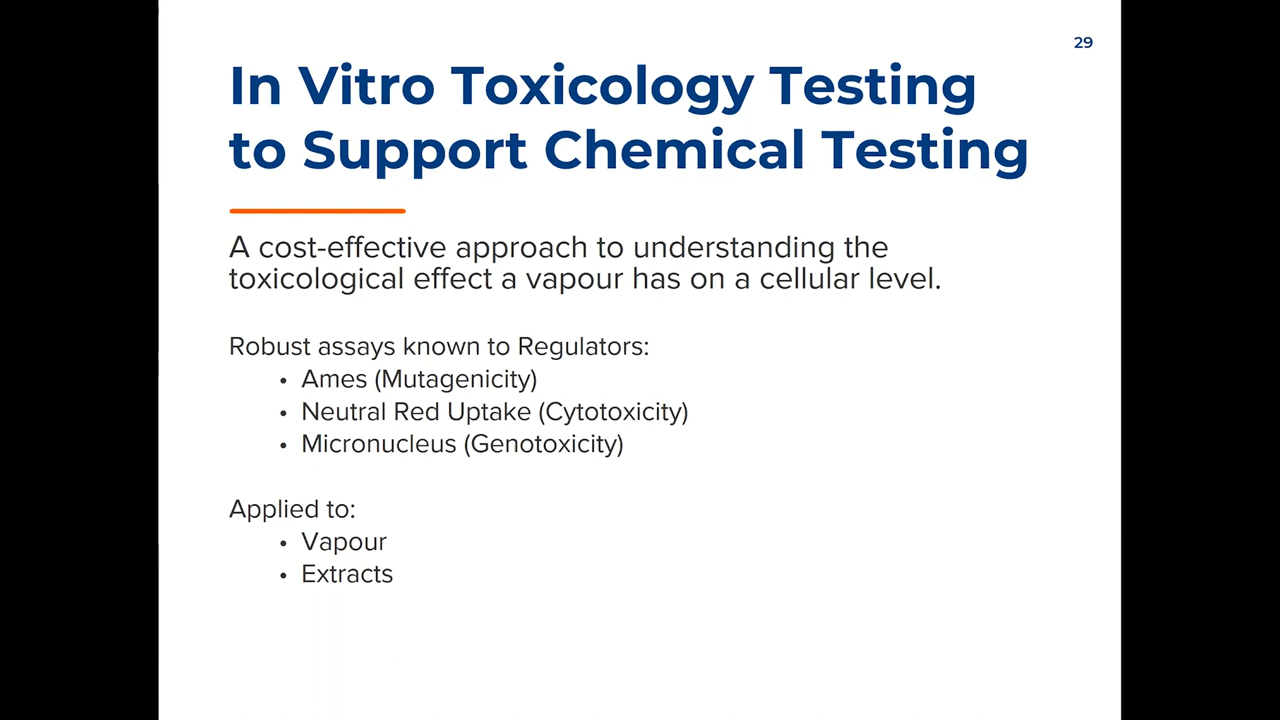 29
In Vitro Toxicology Testing
to Support Chemical Testing
A cost-effective approach to understanding the
toxicological effect a vapour has on a cellular level.
Robust assays known to Regulators:
• Ames (Mutagenicity)
• Neutral Red Uptake (Cytotoxicity)
• Micronucleus (Genotoxicity)
Applied to:
• Vapour
• Extracts